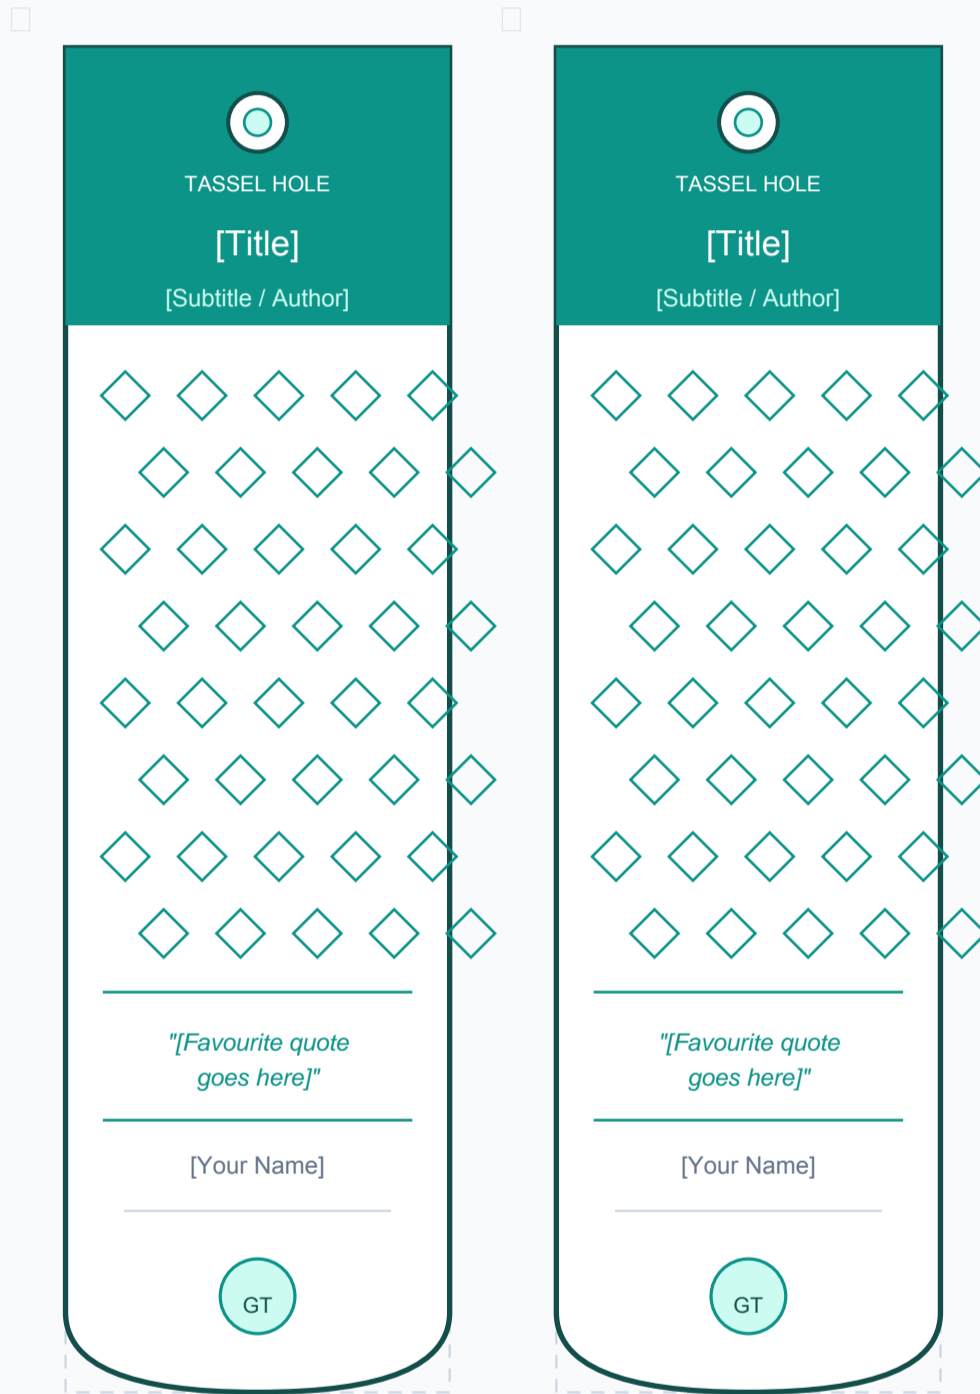 TASSEL HOLE
[Title]
[Subtitle / Author]
"[Favourite quote
goes here]"
[Your Name]
GT
TASSEL HOLE
[Title]
[Subtitle / Author]
"[Favourite quote
goes here]"
[Your Name]
GT